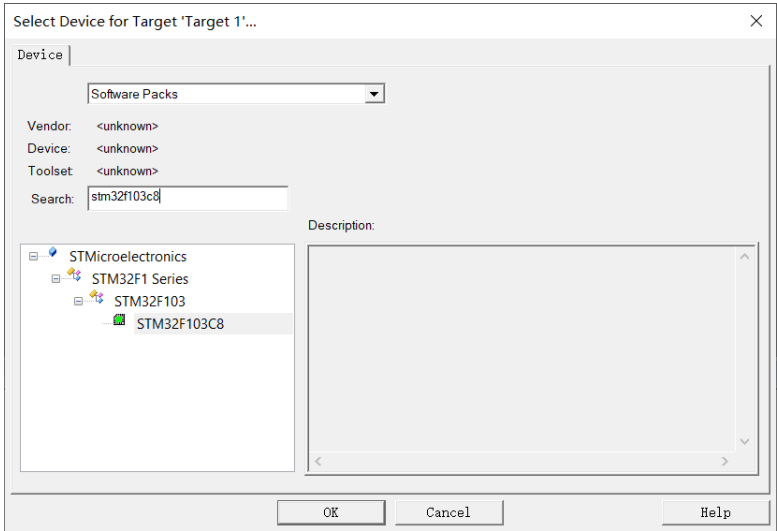 Select Device for Target 'Target 1'...
Device
Software Packs
Vendor: <unknown>
Device: <unknown>
Toolset <unknown>
Search: stm32f103c8
Description:
STMicroelectronics
STM32F1 Series
STM32F103
STM32F103C8
OK Cancel Help